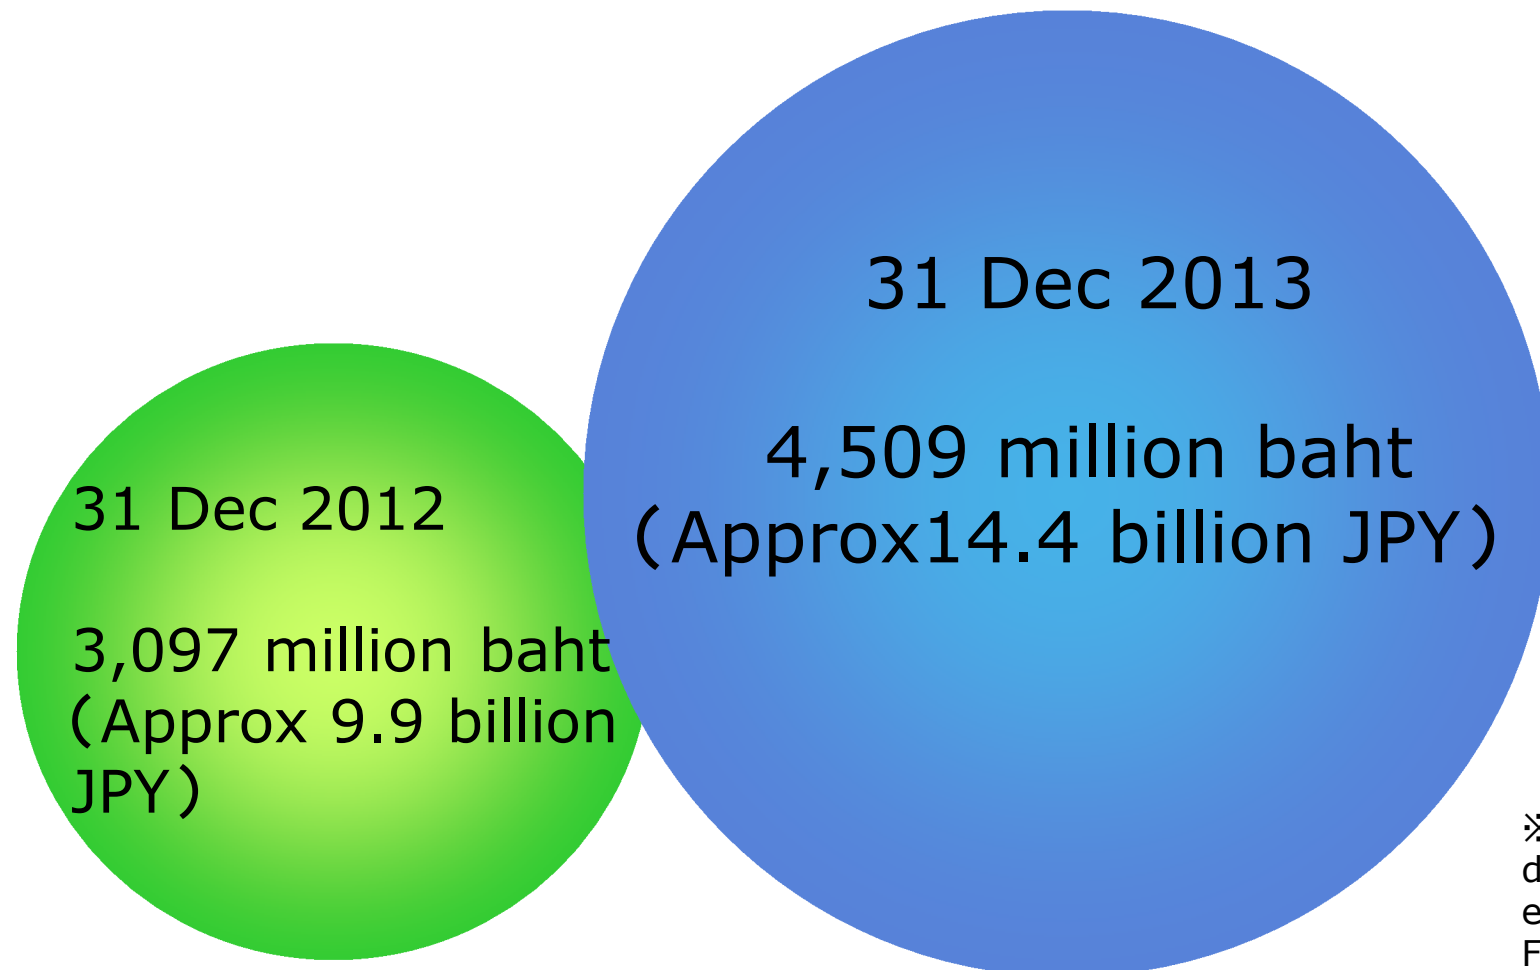 31 Dec 2013
4,509 million baht
(Approx14.4 billion JPY)
31 Dec 2012
3,097 million baht
(Approx 9.9 billion
JPY)
※